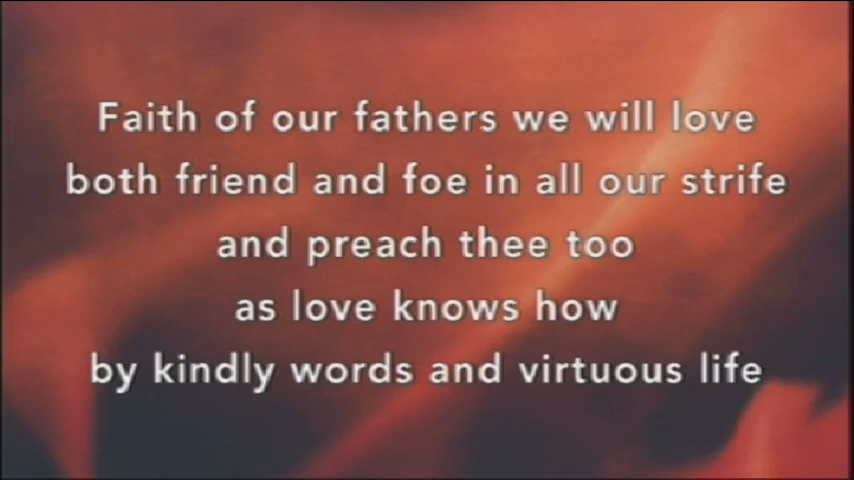 Faith of our fathers we will love
both friend and foe in all our strife
and preach thee too
as love knows how
by kindly words and virtuous life